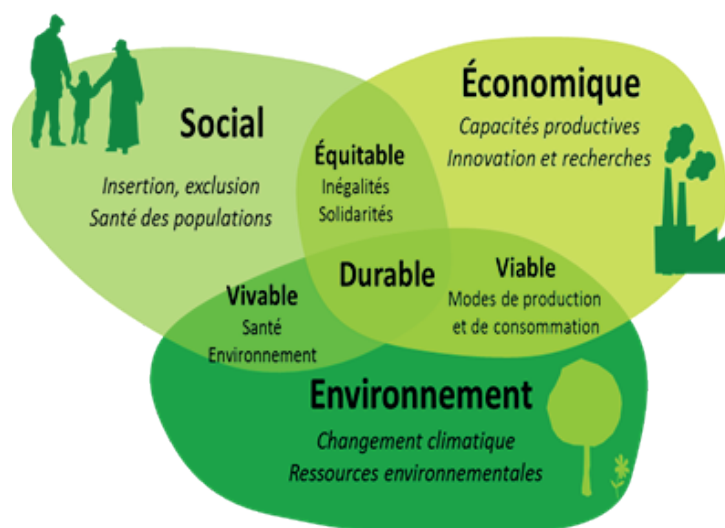 Social
Insertion, exclusion
Santé des populations
Économique
Capacités productives
Innovation et recherches
Équitable
Inégalités
Solidarités
Durable
Vivable
Santé
Environnement
Viable
Modes de production
et de consommation
Environnement
Changement climatique
Ressources environnementales